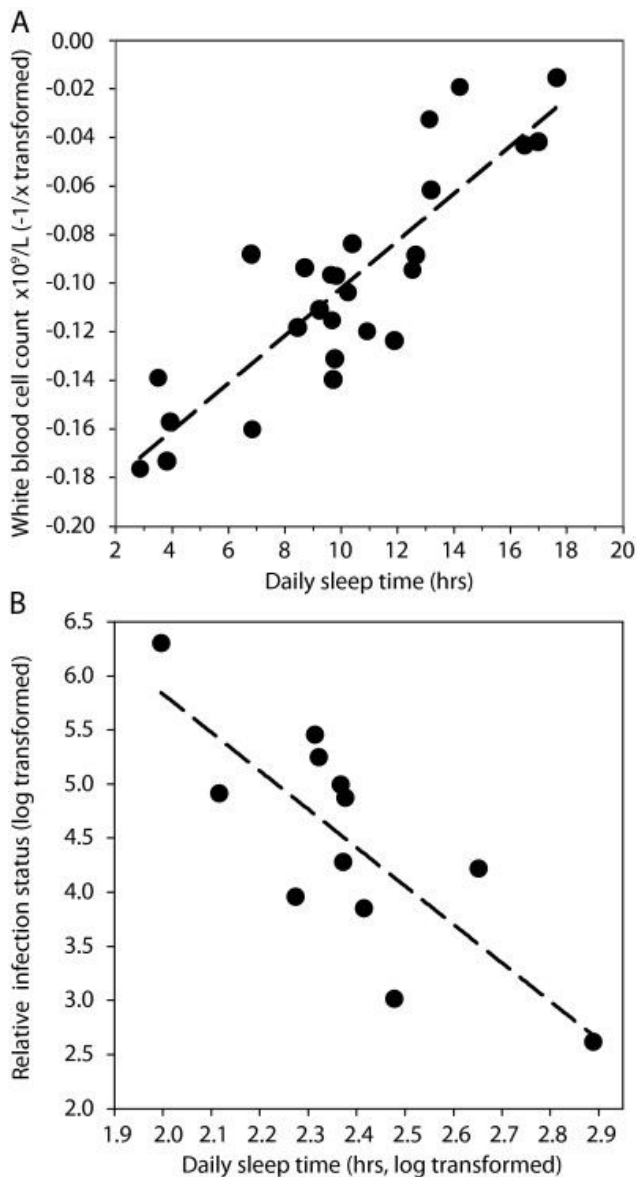 A
White blood cell count x10⁹/L (-1/x transformed)
0.00
-0.02
-0.04
-0.06
-0.08
-0.10
-0.12
-0.14
-0.16
-0.18
-0.20
2 4 6 8 10 12 14 16 18 20
Daily sleep time (hrs)
B
Relative infection status (log transformed)
6.5
6.0
5.5
5.0
4.5
4.0
3.5
3.0
2.5
2.0
1.9 2.0 2.1 2.2 2.3 2.4 2.5 2.6 2.7 2.8 2.9
Daily sleep time (hrs, log transformed)